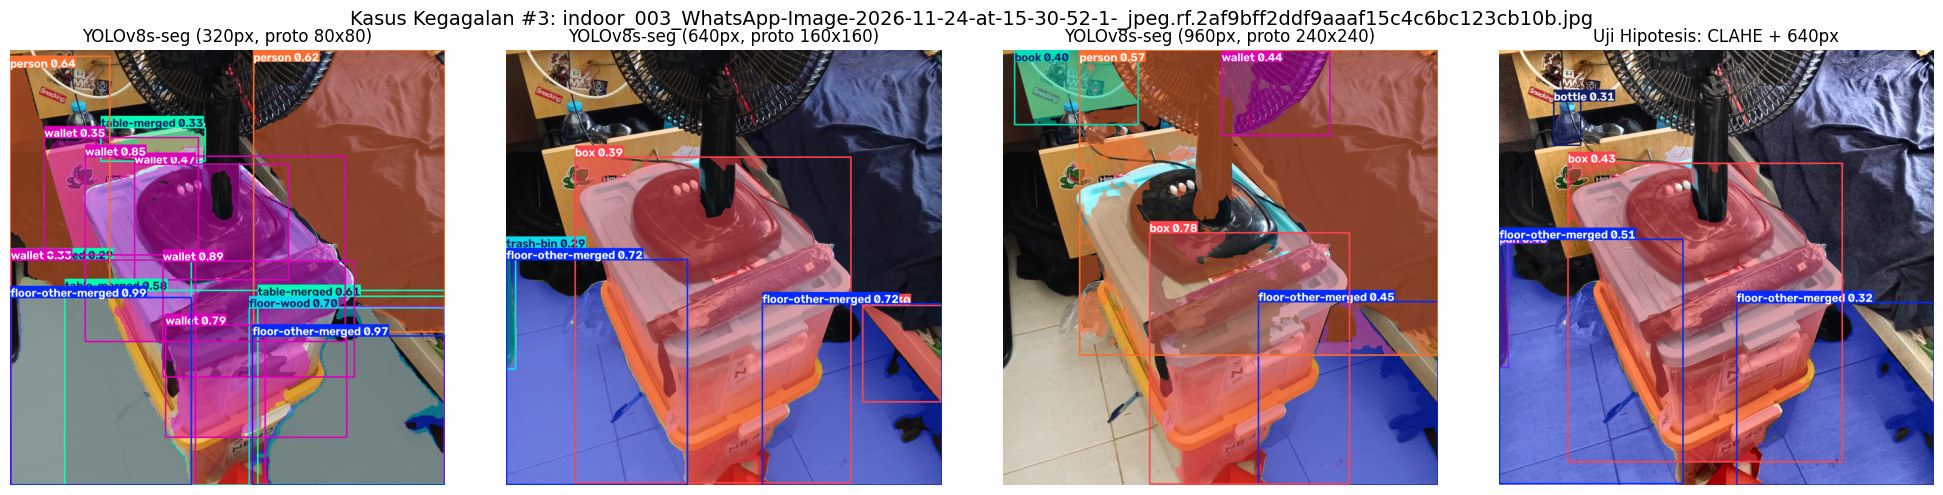 Kasus Kegagalan #3: indoor_003_WhatsApp-Image-2026-11-24-at-15-30-52-1-_jpeg.rf.2af9bff2ddf9aaaf15c4c6bc123cb10b.jpg
YOLOv8s-seg (320px, proto 80x80)
person 0.64
person 0.62
Snacking
table-merged 0.33
wallet 0.35
wallet 0.85
wallet 0.47
wallet 0.33
wallet 0.89
table-merged 0.58
floor-other-merged 0.99
table-merged 0.61
floor-wood 0.70
wallet 0.79
floor-other-merged 0.97
YOLOv8s-seg (640px, proto 160x160)
Snacking
box 0.39
trash-bin 0.29
floor-other-merged 0.72
floor-other-merged 0.72
YOLOv8s-seg (960px, proto 240x240)
book 0.40
person 0.57
wallet 0.44
Snacking
box 0.78
floor-other-merged 0.45
Uji Hipotesis: CLAHE + 640px
Snacking
bottle 0.31
box 0.43
floor-other-merged 0.51
floor-other-merged 0.32